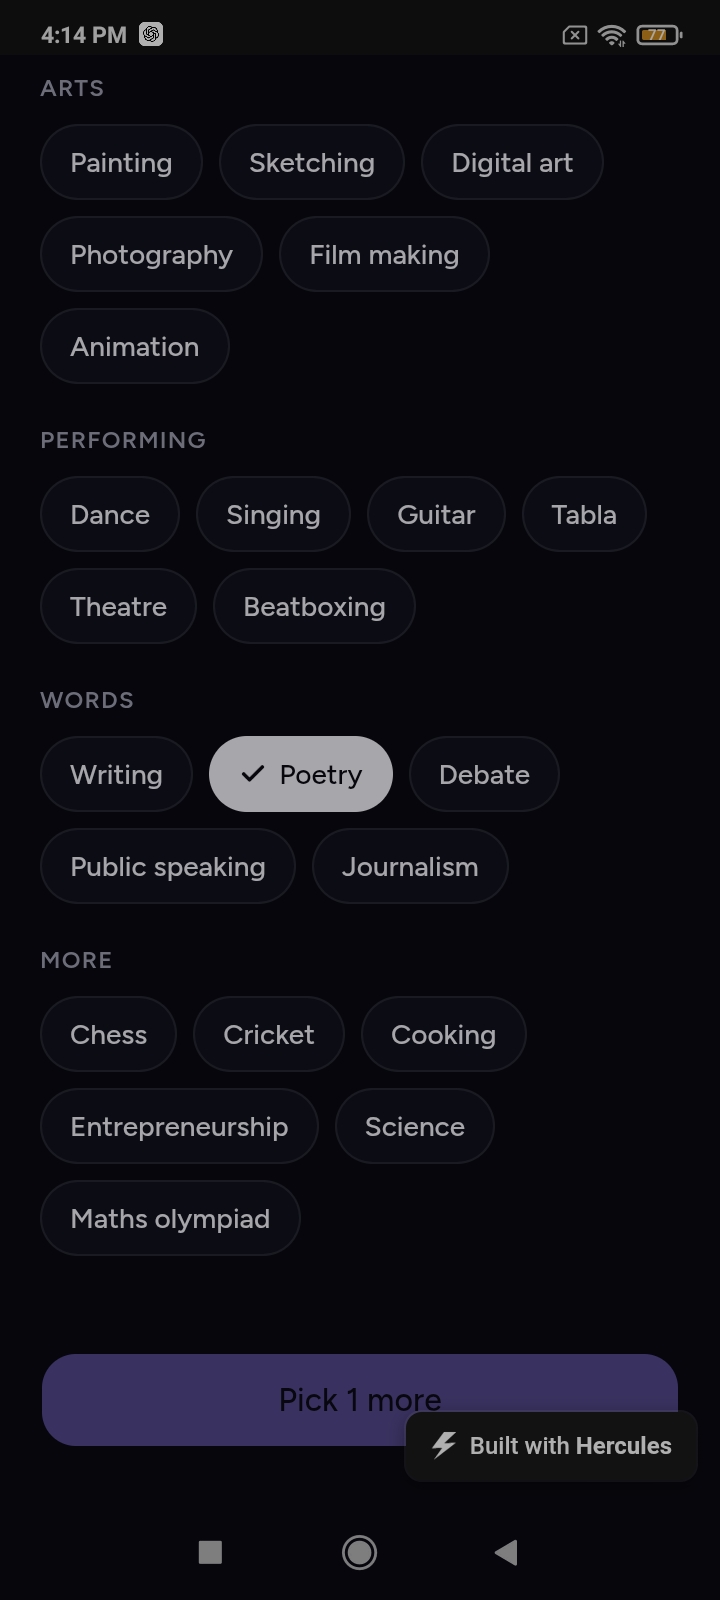 4:14 PM 77
ARTS
Painting Sketching Digital art
Photography Film making
Animation
PERFORMING
Dance Singing Guitar Tabla
Theatre Beatboxing
WORDS
Writing Poetry Debate
Public speaking Journalism
MORE
Chess Cricket Cooking
Entrepreneurship Science
Maths olympiad
Pick 1 more
Built with Hercules